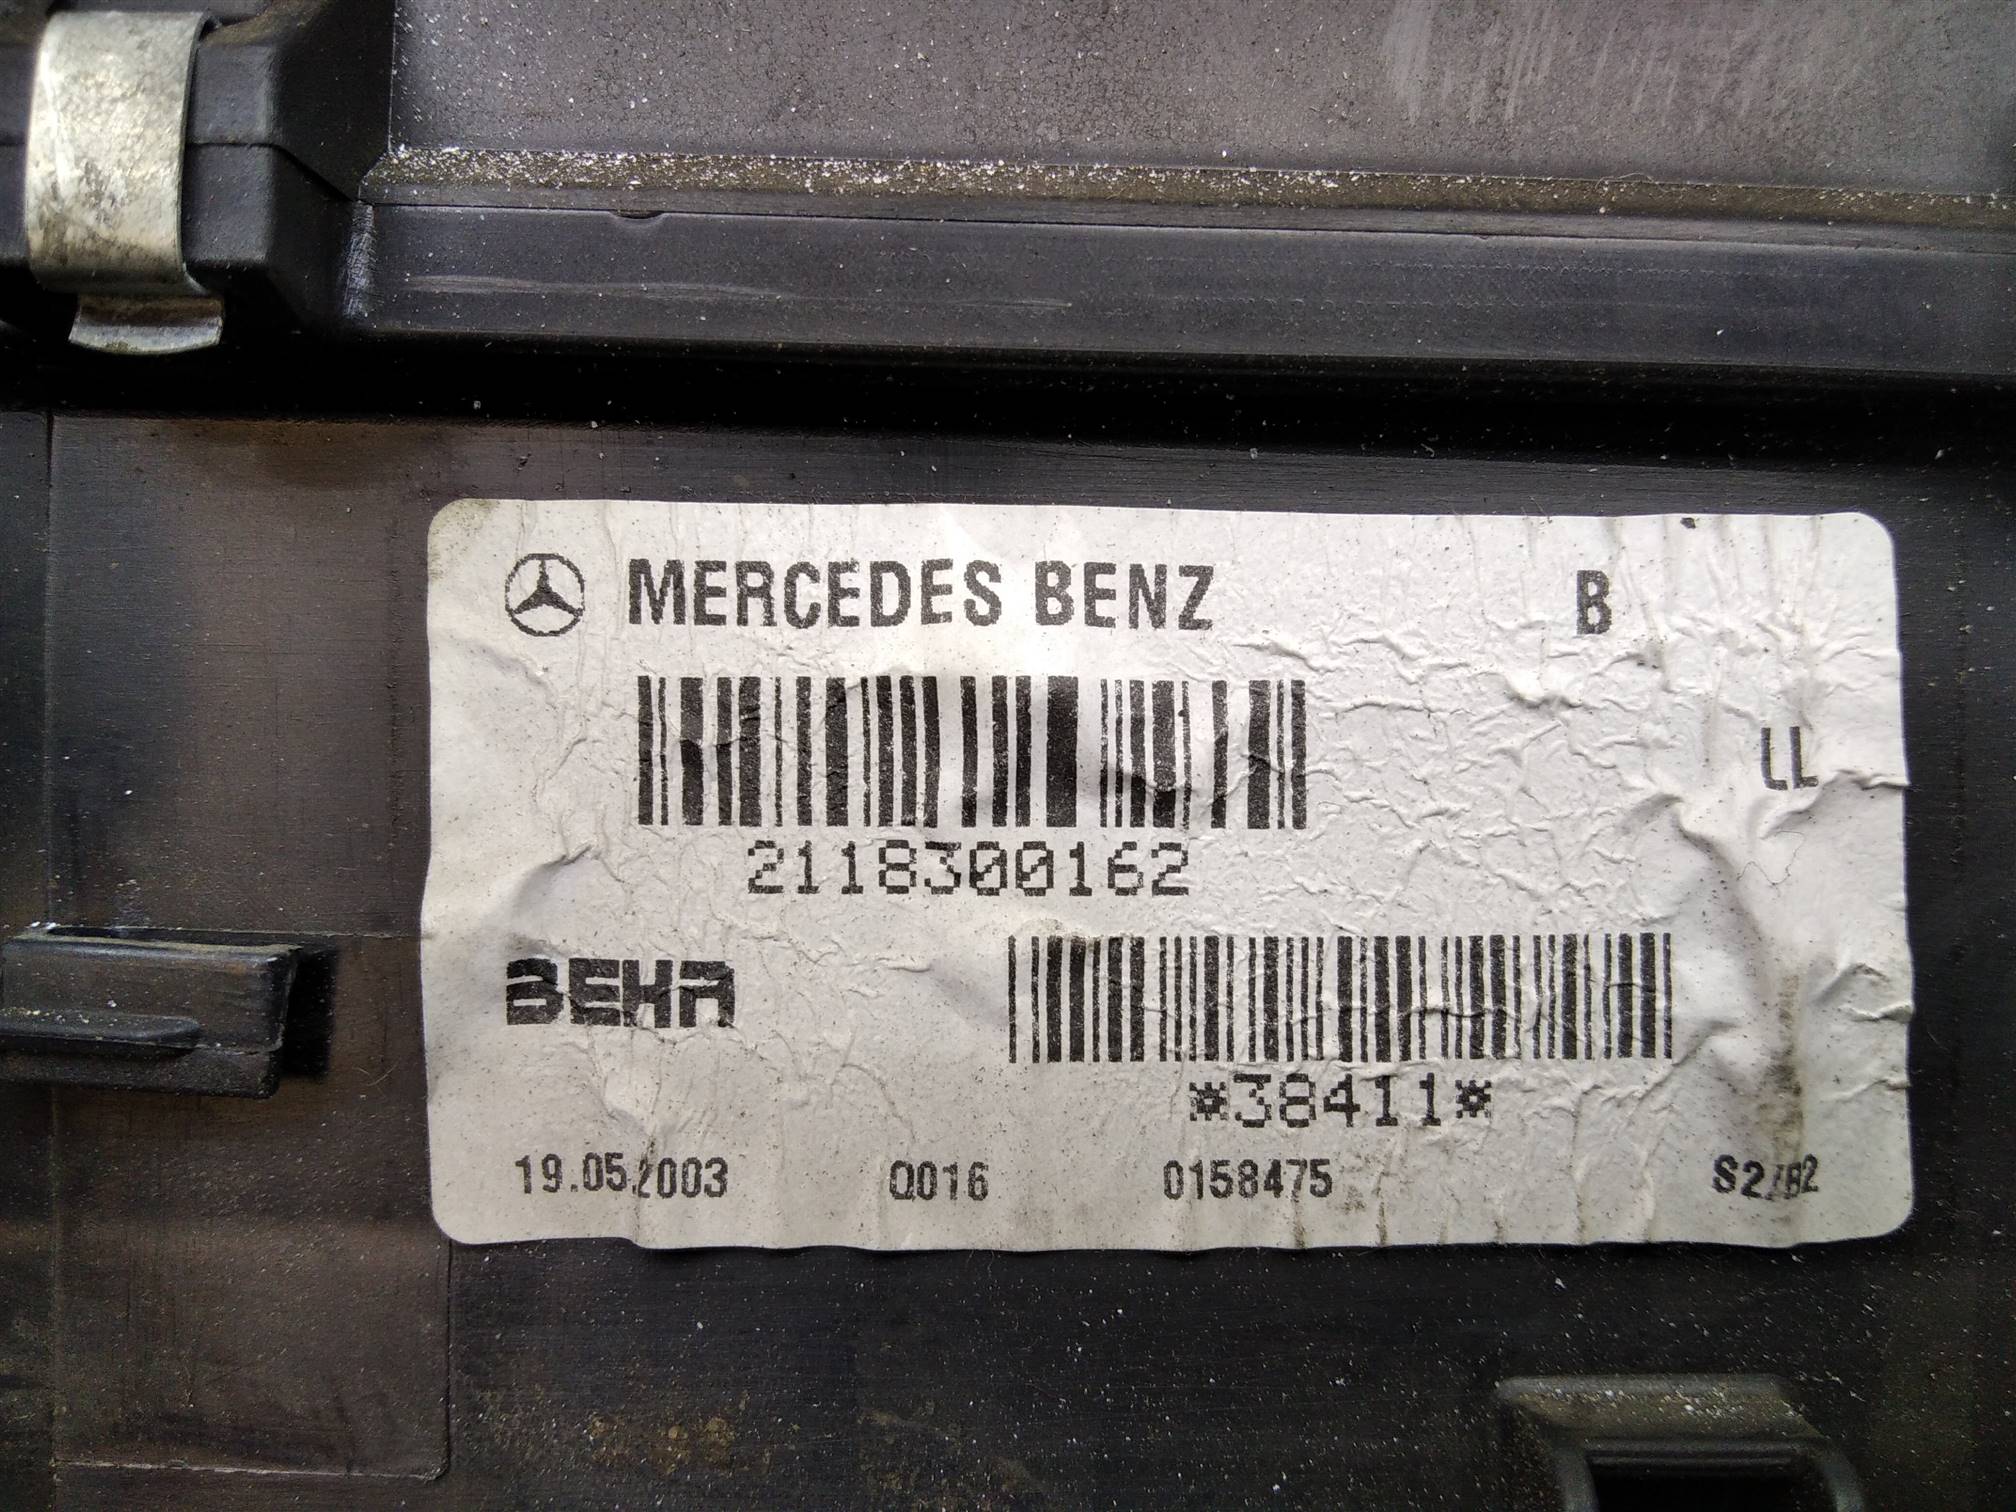 MERCEDES BENZ B
LL
2118300162
BEHR
*38411*
19.05.2003 Q016 0158475 S2/B2